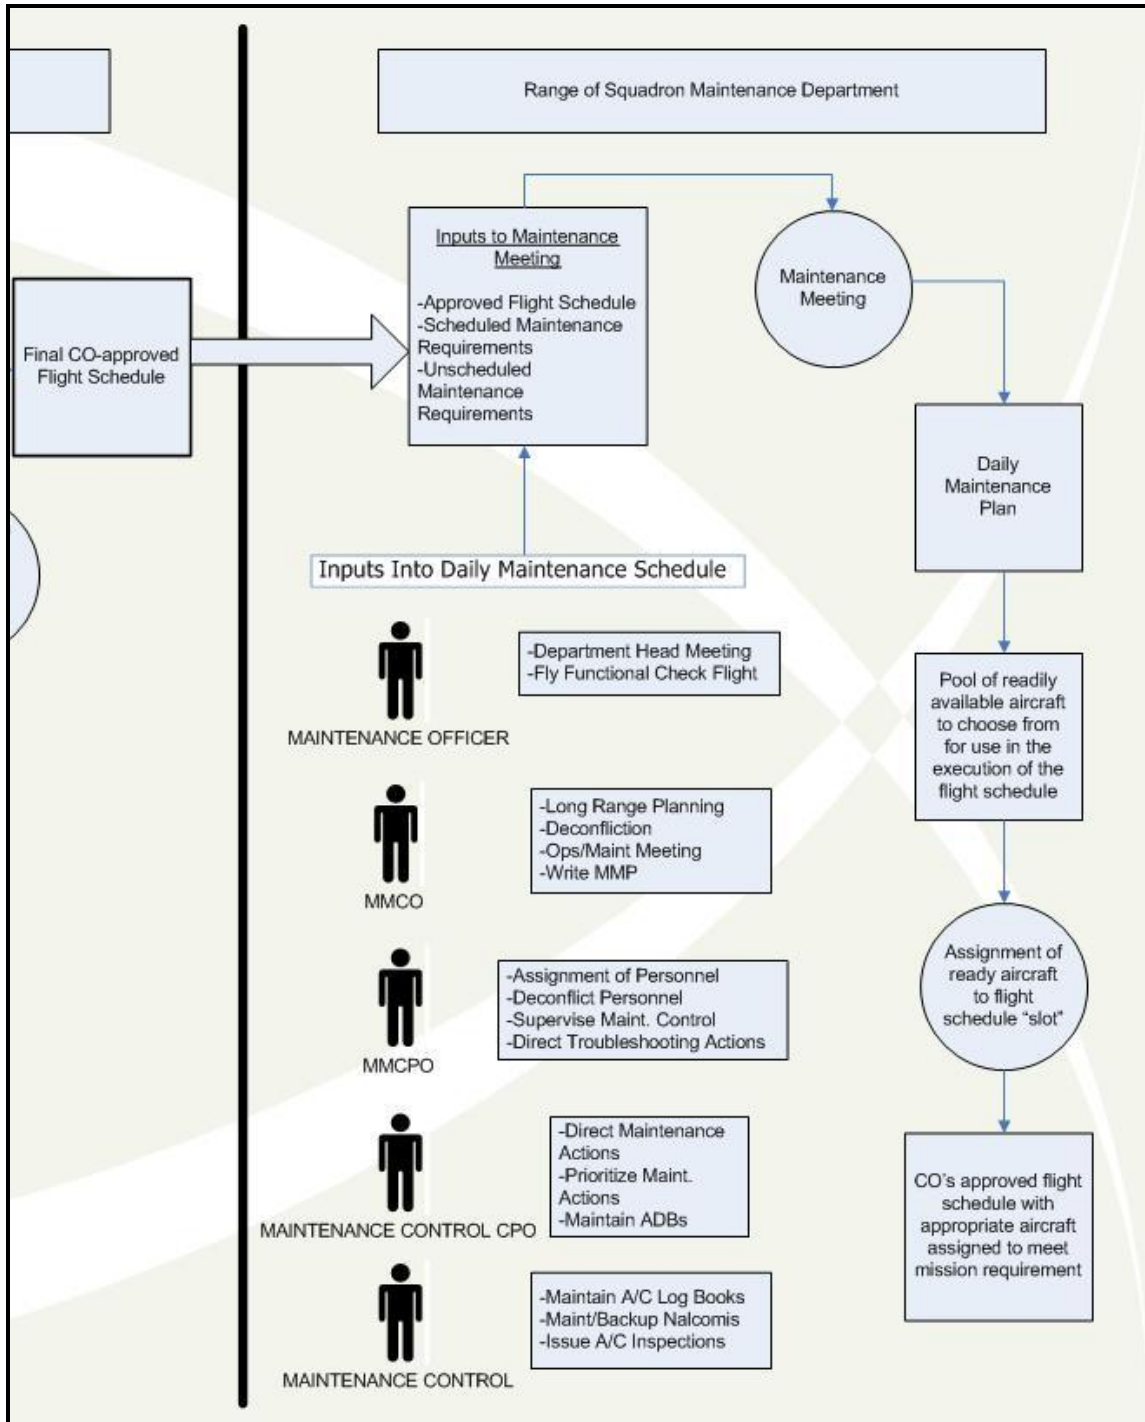 Range of Squadron Maintenance Department
Final CO-approved
Flight Schedule
Inputs to Maintenance
Meeting
-Approved Flight Schedule
-Scheduled Maintenance
Requirements
-Unscheduled
Maintenance
Requirements
Maintenance
Meeting
Daily
Maintenance
Plan
Inputs Into Daily Maintenance Schedule
MAINTENANCE OFFICER
-Department Head Meeting
-Fly Functional Check Flight
MMCO
-Long Range Planning
-Deconfliction
-Ops/Maint Meeting
-Write MMP
MMCPO
-Assignment of Personnel
-Deconflict Personnel
-Supervise Maint. Control
-Direct Troubleshooting Actions
MAINTENANCE CONTROL CPO
-Direct Maintenance
Actions
-Prioritize Maint.
Actions
-Maintain ADBs
MAINTENANCE CONTROL
-Maintain A/C Log Books
-Maint/Backup Nalcomis
-Issue A/C Inspections
Pool of readily
available aircraft
to choose from
for use in the
execution of the
flight schedule
Assignment of
ready aircraft
to flight
schedule “slot”
CO’s approved flight
schedule with
appropriate aircraft
assigned to meet
mission requirement